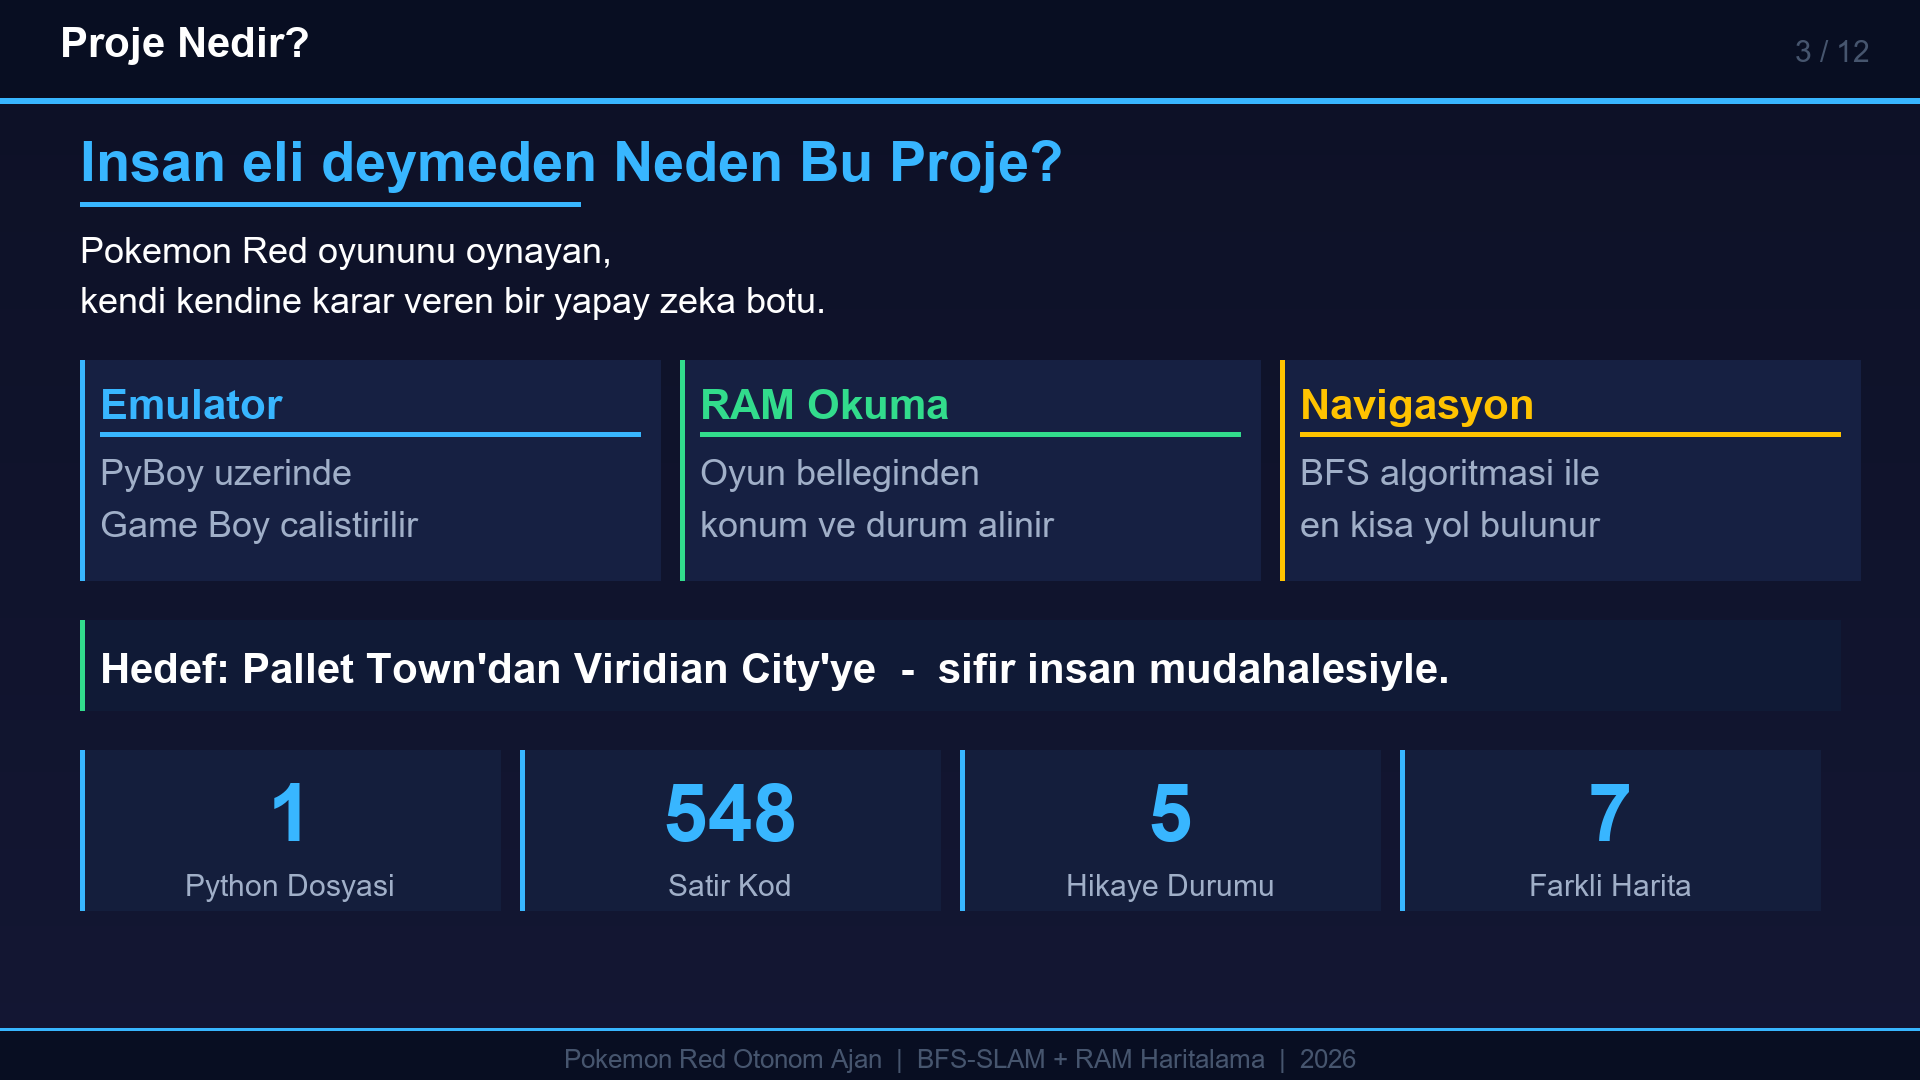 Proje Nedir?
3 / 12
Insan eli deymeden Neden Bu Proje?
Pokemon Red oyununu oynayan,
kendi kendine karar veren bir yapay zeka botu.
Emulator
PyBoy uzerinde
Game Boy calistirilir
RAM Okuma
Oyun belleginden
konum ve durum alinir
Navigasyon
BFS algoritmasi ile
en kisa yol bulunur
Hedef: Pallet Town'dan Viridian City'ye  -  sifir insan mudahalesiyle.
1
Python Dosyasi
548
Satir Kod
5
Hikaye Durumu
7
Farkli Harita
Pokemon Red Otonom Ajan  |  BFS-SLAM + RAM Haritalama  |  2026